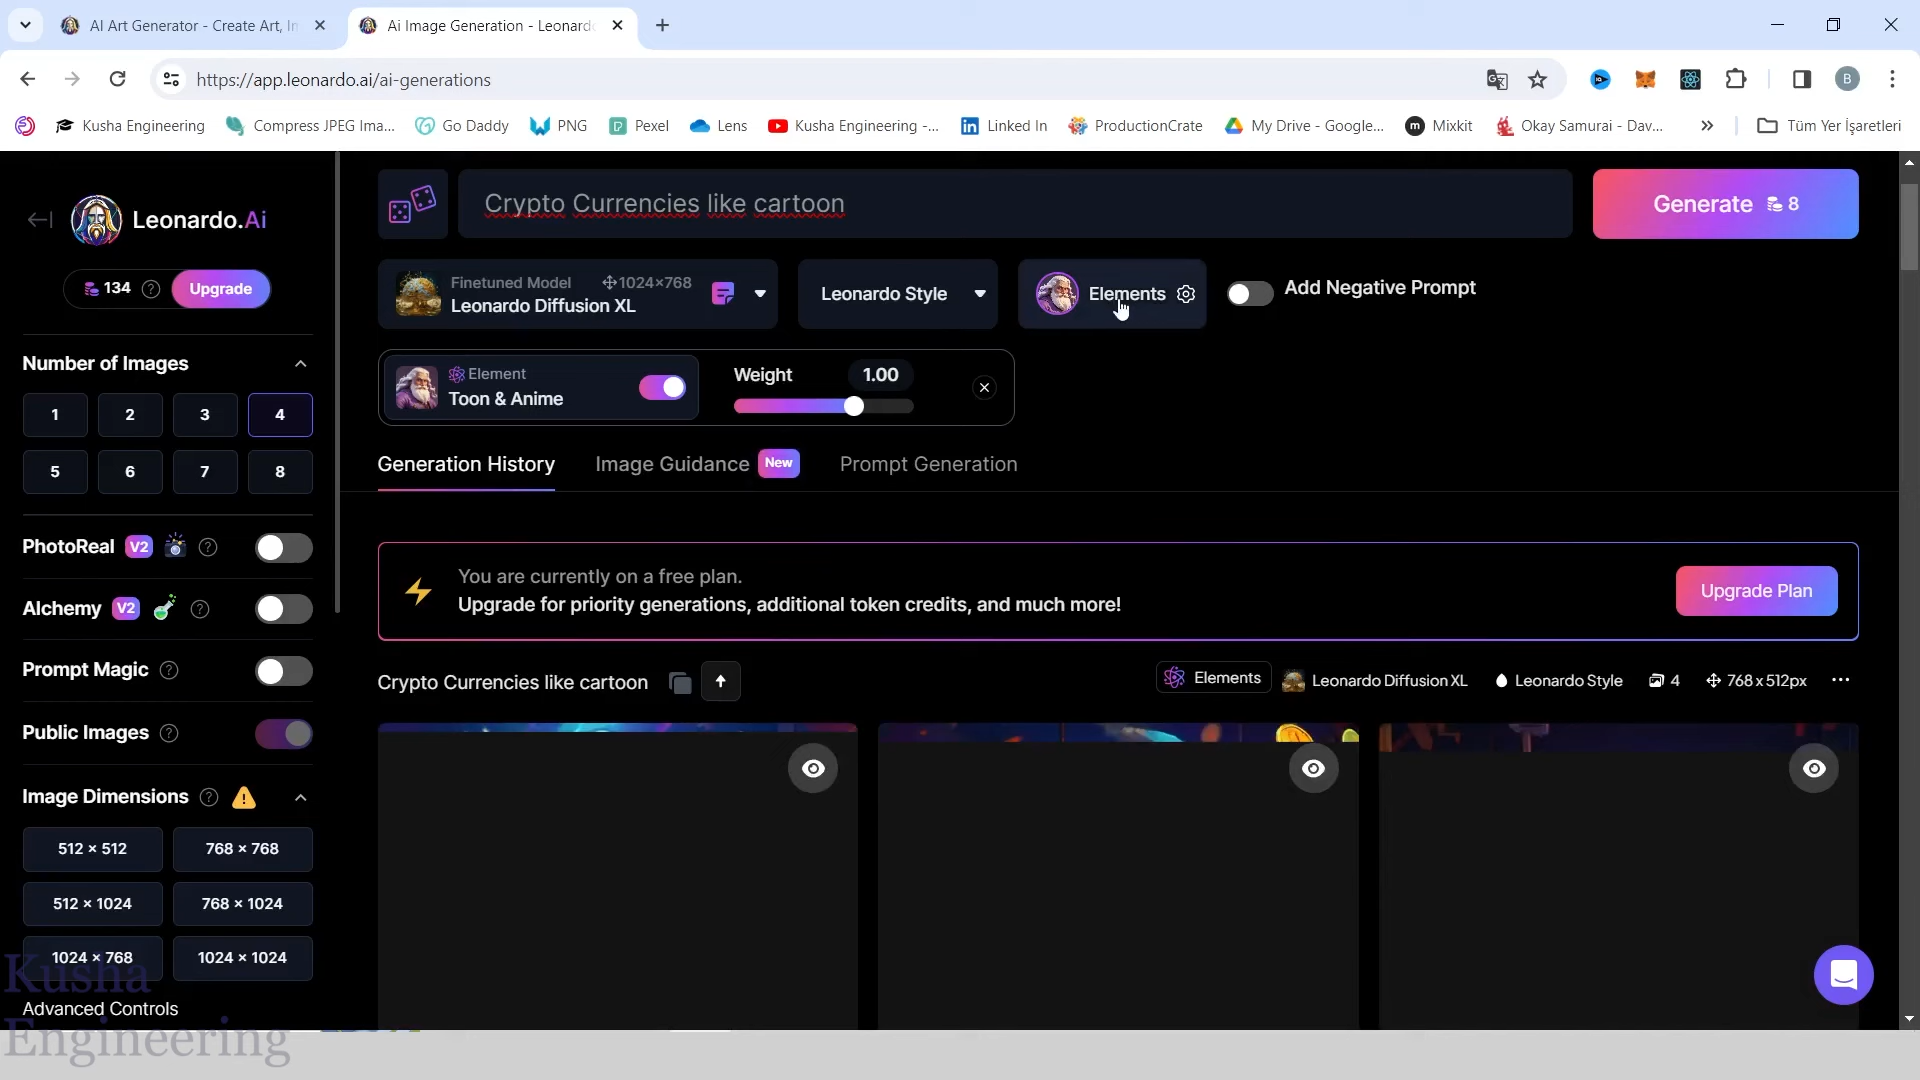 AI Art Generator - Create Art, In
Ai Image Generation - Leonardo
https://app.leonardo.ai/ai-generations
B
Kusha Engineering
Compress JPEG Ima...
Go Daddy
PNG
Pexel
Lens
Kusha Engineering -...
Linked In
ProductionCrate
My Drive - Google...
Mixkit
Okay Samurai - Dav...
Tüm Yer İşaretleri
Leonardo.Ai
134
Upgrade
Number of Images
1
2
3
4
5
6
7
8
PhotoReal V2
Alchemy V2
Prompt Magic
Public Images
Image Dimensions
512 × 512
768 × 768
512 × 1024
768 × 1024
1024 × 768
1024 × 1024
Advanced Controls
Crypto Currencies like cartoon
Generate 8
Finetuned Model
1024×768
Leonardo Diffusion XL
Leonardo Style
Elements
Add Negative Prompt
Element
Toon & Anime
Weight
1.00
Generation History
Image Guidance New
Prompt Generation
You are currently on a free plan.
Upgrade for priority generations, additional token credits, and much more!
Upgrade Plan
Crypto Currencies like cartoon
Elements
Leonardo Diffusion XL
Leonardo Style
4
768 x 512px
Kusha
Engineering